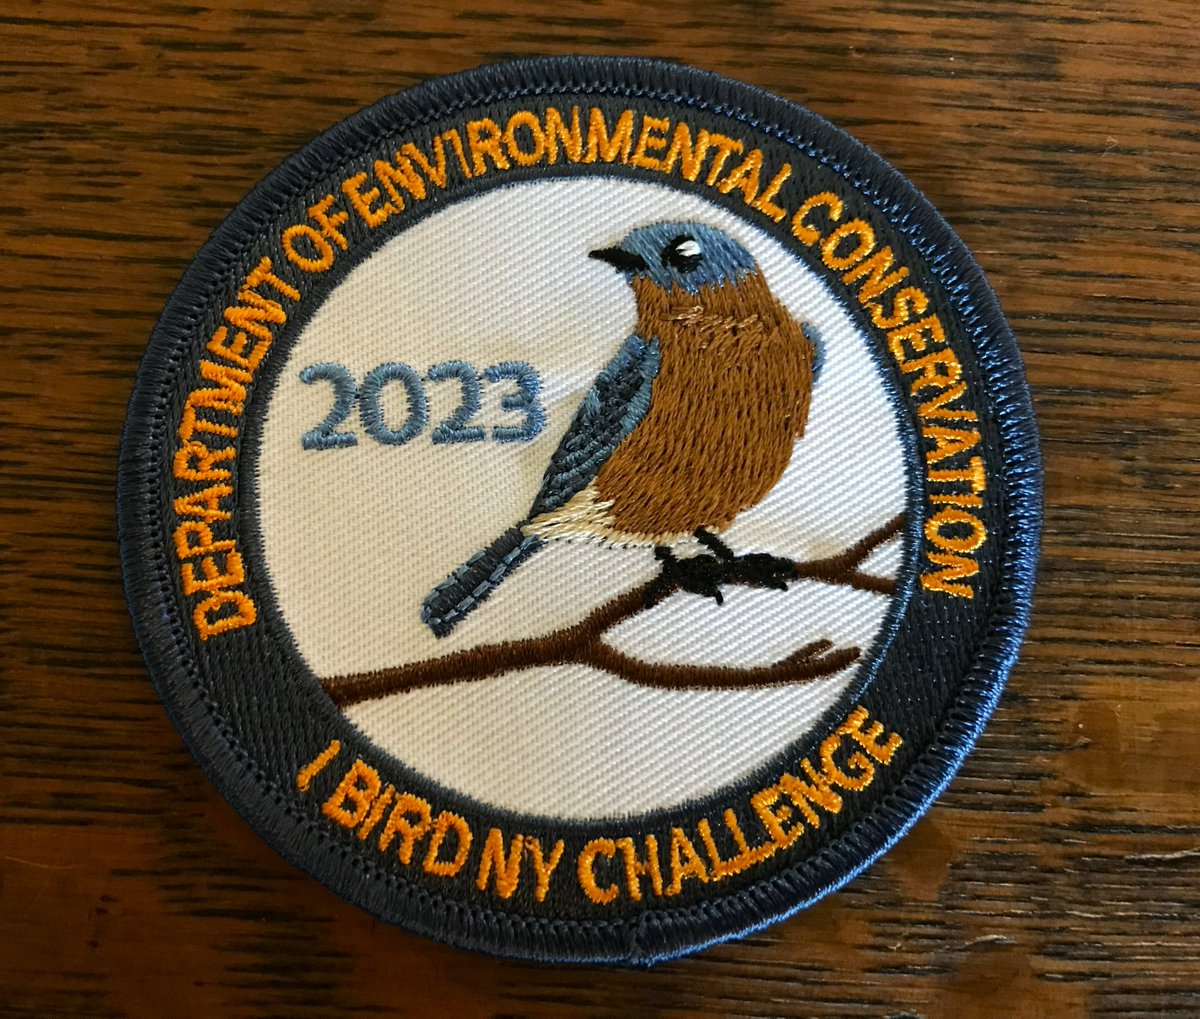 DEPARTMENT OF ENVIRONMENTAL CONSERVATION
2023
I BIRD NY CHALLENGE